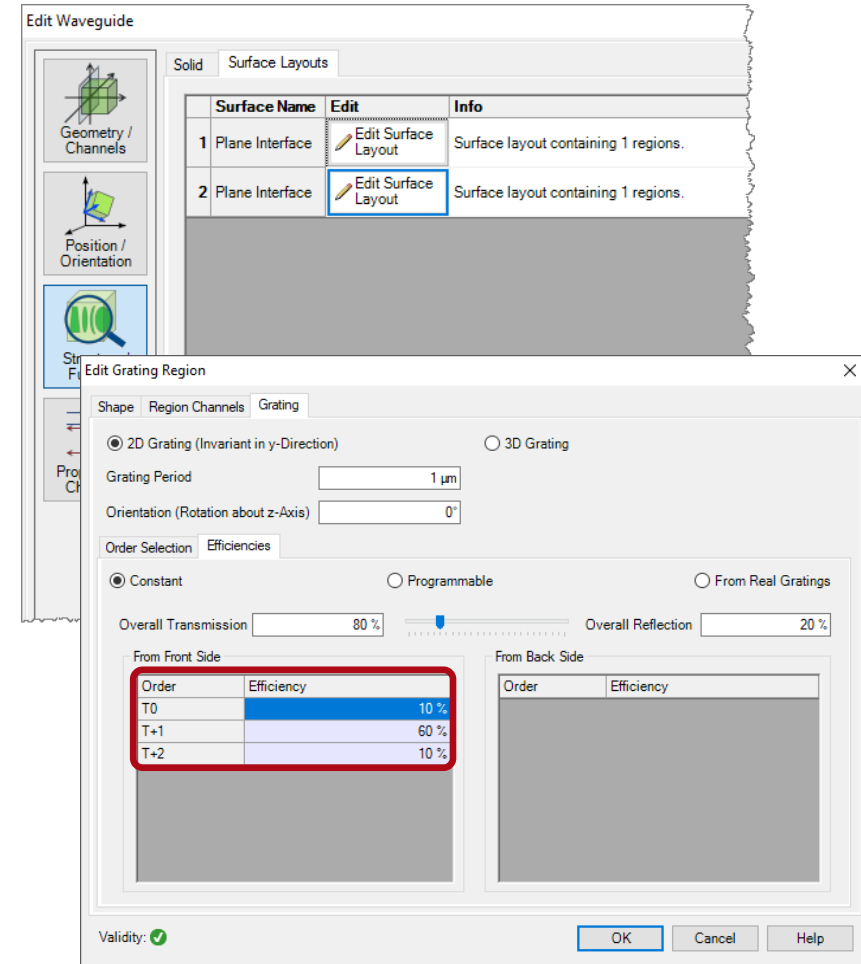 Edit Waveguide
Solid
Surface Layouts
Surface Name
Edit
Info
Geometry /
Channels
1
Plane Interface
Edit Surface
Layout
Surface layout containing 1 regions.
2
Plane Interface
Edit Surface
Layout
Surface layout containing 1 regions.
Position /
Orientation
Edit Grating Region
Shape
Region Channels
Grating
2D Grating (Invariant in y-Direction)
3D Grating
Grating Period
1 µm
Orientation (Rotation about z-Axis)
0°
Order Selection
Efficiencies
Constant
Programmable
From Real Gratings
Overall Transmission
80 %
Overall Reflection
20 %
From Front Side
From Back Side
Order
Efficiency
Order
Efficiency
T0
10 %
T+1
60 %
T+2
10 %
Validity:
OK
Cancel
Help